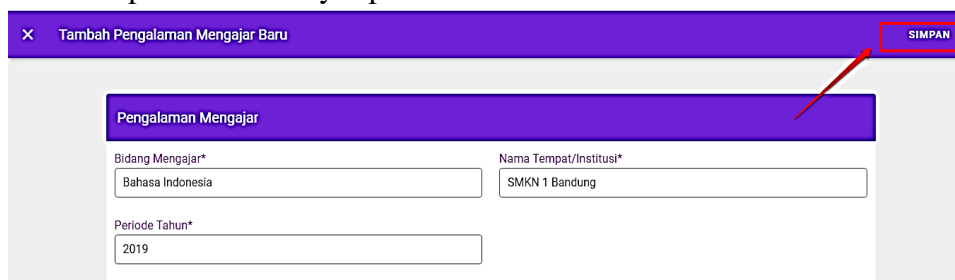 ✕ Tambah Pengalaman Mengajar Baru SIMPAN
Pengalaman Mengajar
Bidang Mengajar* Nama Tempat/Institusi*
Bahasa Indonesia SMKN 1 Bandung
Periode Tahun*
2019